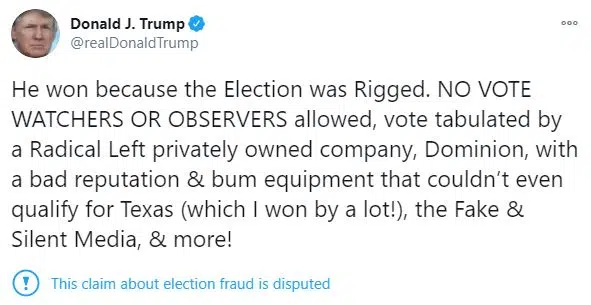 Donald J. Trump
@realDonaldTrump
He won because the Election was Rigged. NO VOTE
WATCHERS OR OBSERVERS allowed, vote tabulated by
a Radical Left privately owned company, Dominion, with
a bad reputation & bum equipment that couldn’t even
qualify for Texas (which I won by a lot!), the Fake &
Silent Media, & more!
This claim about election fraud is disputed